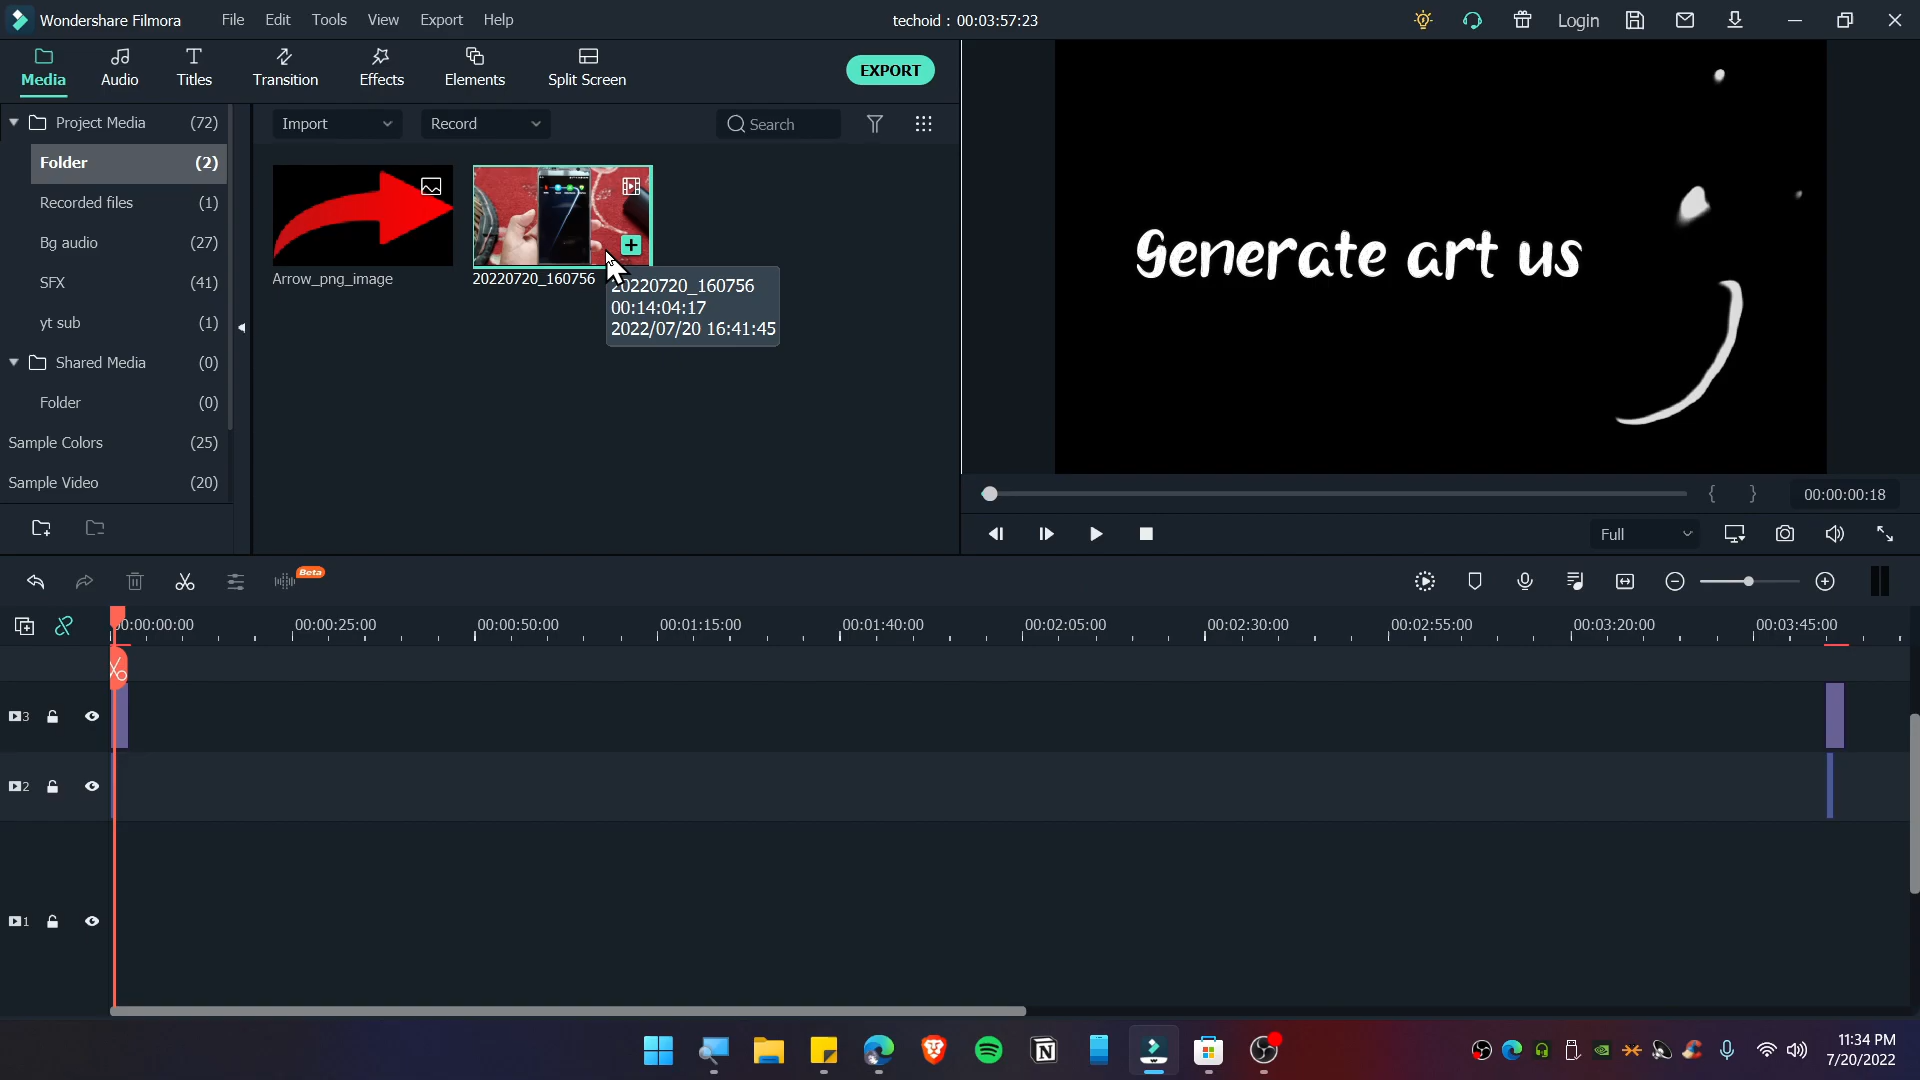 Wondershare Filmora File Edit Tools View Export Help techoid : 00:03:57:23 Login
Media Audio Titles Transition Effects Elements Split Screen EXPORT
Project Media (72)
Folder (2)
Recorded files (1)
Bg audio (27)
SFX (41)
yt sub (1)
Shared Media (0)
Folder (0)
Sample Colors (25)
Sample Video (20)
Import Record Search
Arrow_png_image 20220720_160756
20220720_160756
00:14:04:17
2022/07/20 16:41:45
Generate art us
00:00:00:18
Full
Beta
00:00:00:00 00:00:25:00 00:00:50:00 00:01:15:00 00:01:40:00 00:02:05:00 00:02:30:00 00:02:55:00 00:03:20:00 00:03:45:00
3
2
1
11:34 PM
7/20/2022